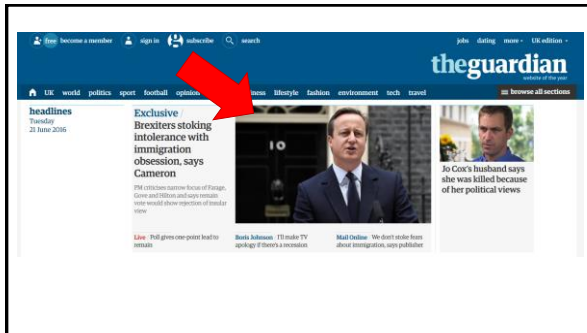 free become a member sign in subscribe search jobs dating more UK edition
theguardian
website of the year
UK world politics sport football opinion lifestyle fashion environment tech travel browse all sections
headlines
Tuesday
21 June 2016
Exclusive /
Brexiters stoking
intolerance with
immigration
obsession, says
Cameron
PM criticises narrow focus of Farage,
Gove and Hilton and says remain
vote would show rejection of insular
view
10
Jo Cox's husband says
she was killed because
of her political views
Live Poll gives one-point lead to
remain
Boris Johnson I'll make TV
apology if there's a recession
Mail Online We don't stoke fears
about immigration, says publisher